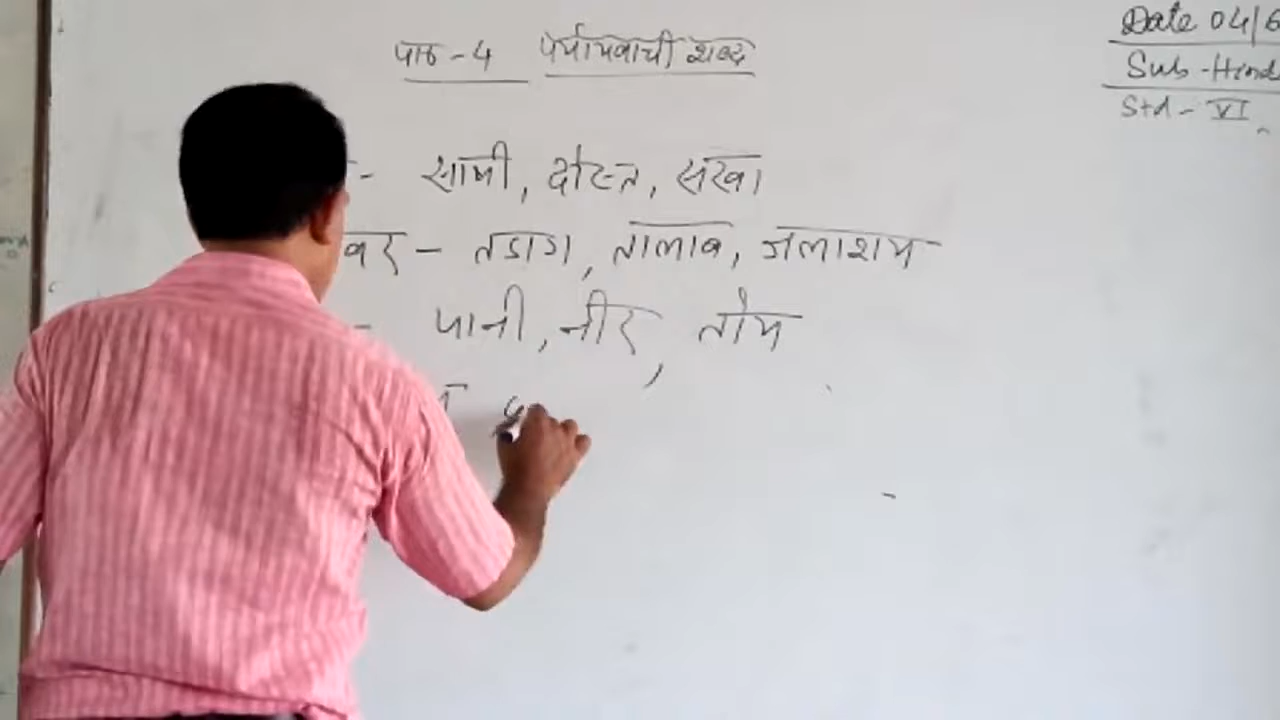 पाठ - 4 पर्यायवाची शब्द
Date 04/6
Sub - Hind
Std - VI
- साथी, दोस्त, सखा
वर - तडाग, तालाब, जलाशय
- पानी, नीर, तोय